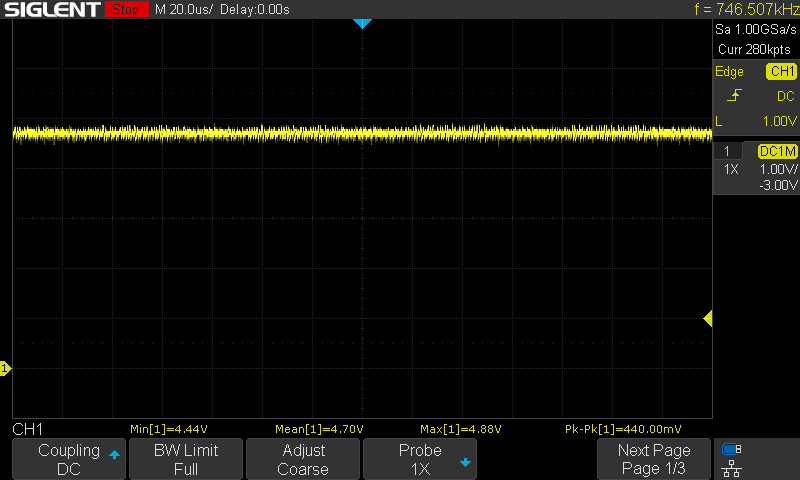 SIGLENT Stop M 20.0us/ Delay:0.00s f = 746.507kHz
Sa 1.00GSa/s
Curr 280kpts
Edge CH1
DC
L 1.00V
1 DC1M
1X 1.00V/
-3.00V
1
CH1 Min[1]=4.44V Mean[1]=4.70V Max[1]=4.88V Pk-Pk[1]=440.00mV
Coupling BW Limit Adjust Probe Next Page
DC Full Coarse 1X Page 1/3